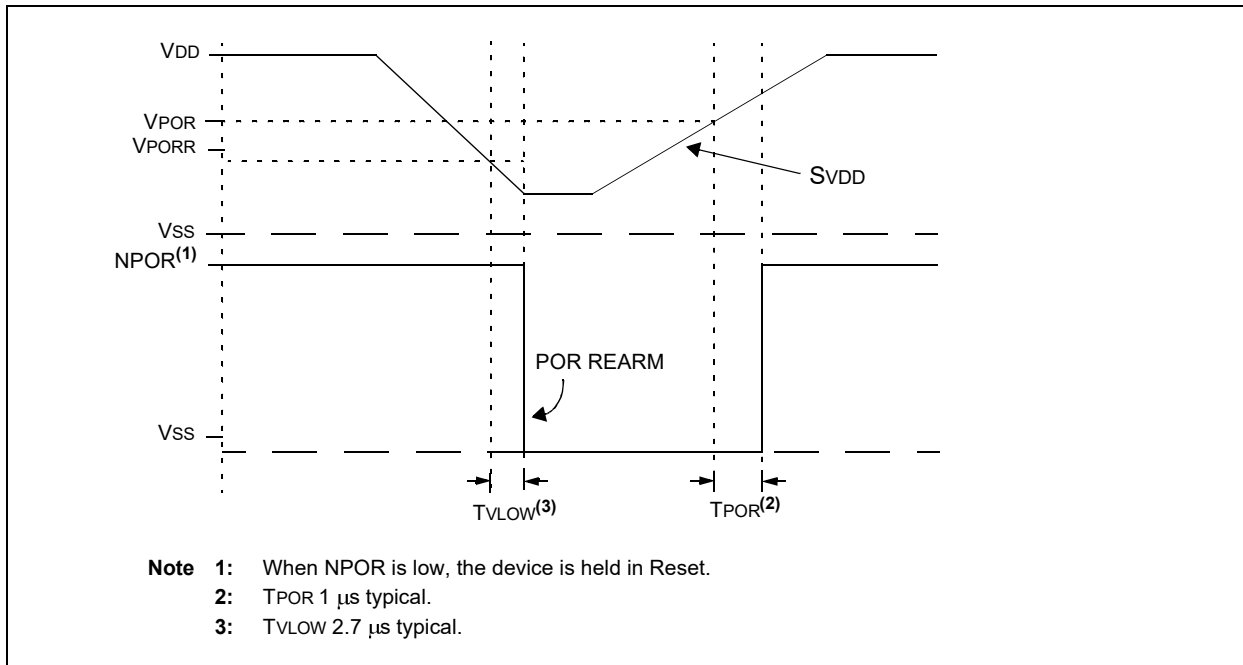 VDD
VPOR
VPORR
SVDD
VSS
NPOR(1)
POR REARM
VSS
TVLOW(3)
TPOR(2)
Note 1: When NPOR is low, the device is held in Reset.
2: TPOR 1 μs typical.
3: TVLOW 2.7 μs typical.